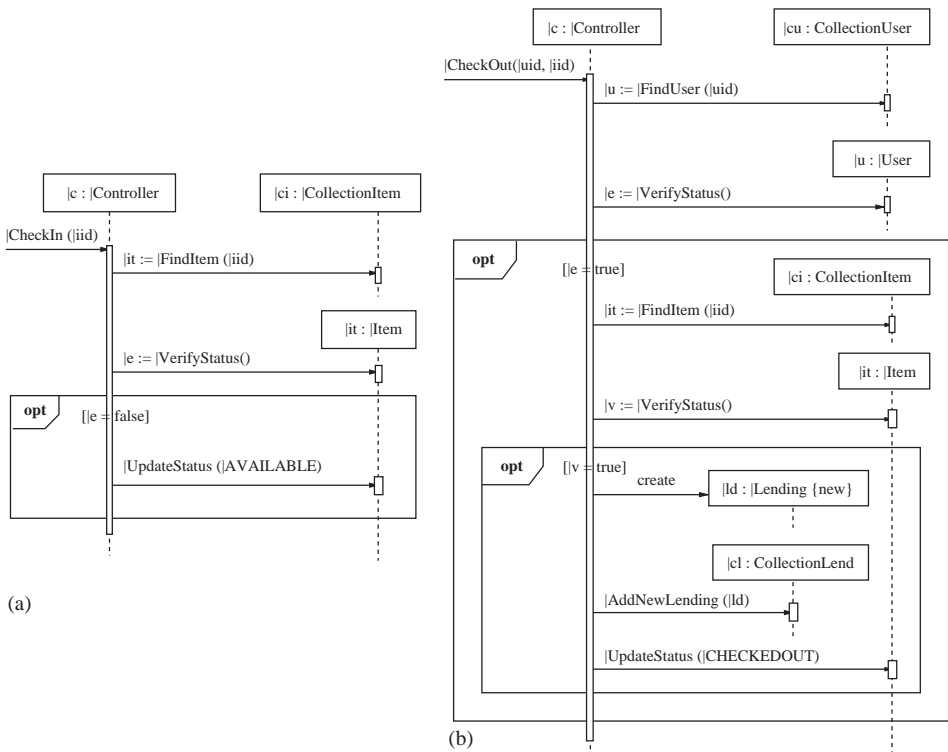 |c : |Controller
|ci : |CollectionItem
|CheckIn (|iid)
|it := |FindItem (|iid)
|it : |Item
|e := |VerifyStatus()
opt
[|e = false]
|UpdateStatus (|AVAILABLE)
(a)
|c : |Controller
|cu : CollectionUser
|CheckOut(|uid, |iid)
|u := |FindUser (|uid)
|u : |User
|e := |VerifyStatus()
opt
[|e = true]
|ci : CollectionItem
|it := |FindItem (|iid)
|it : |Item
|v := |VerifyStatus()
opt
[|v = true]
create
|ld : |Lending {new}
|cl : CollectionLend
|AddNewLending (|ld)
|UpdateStatus (|CHECKEDOUT)
(b)